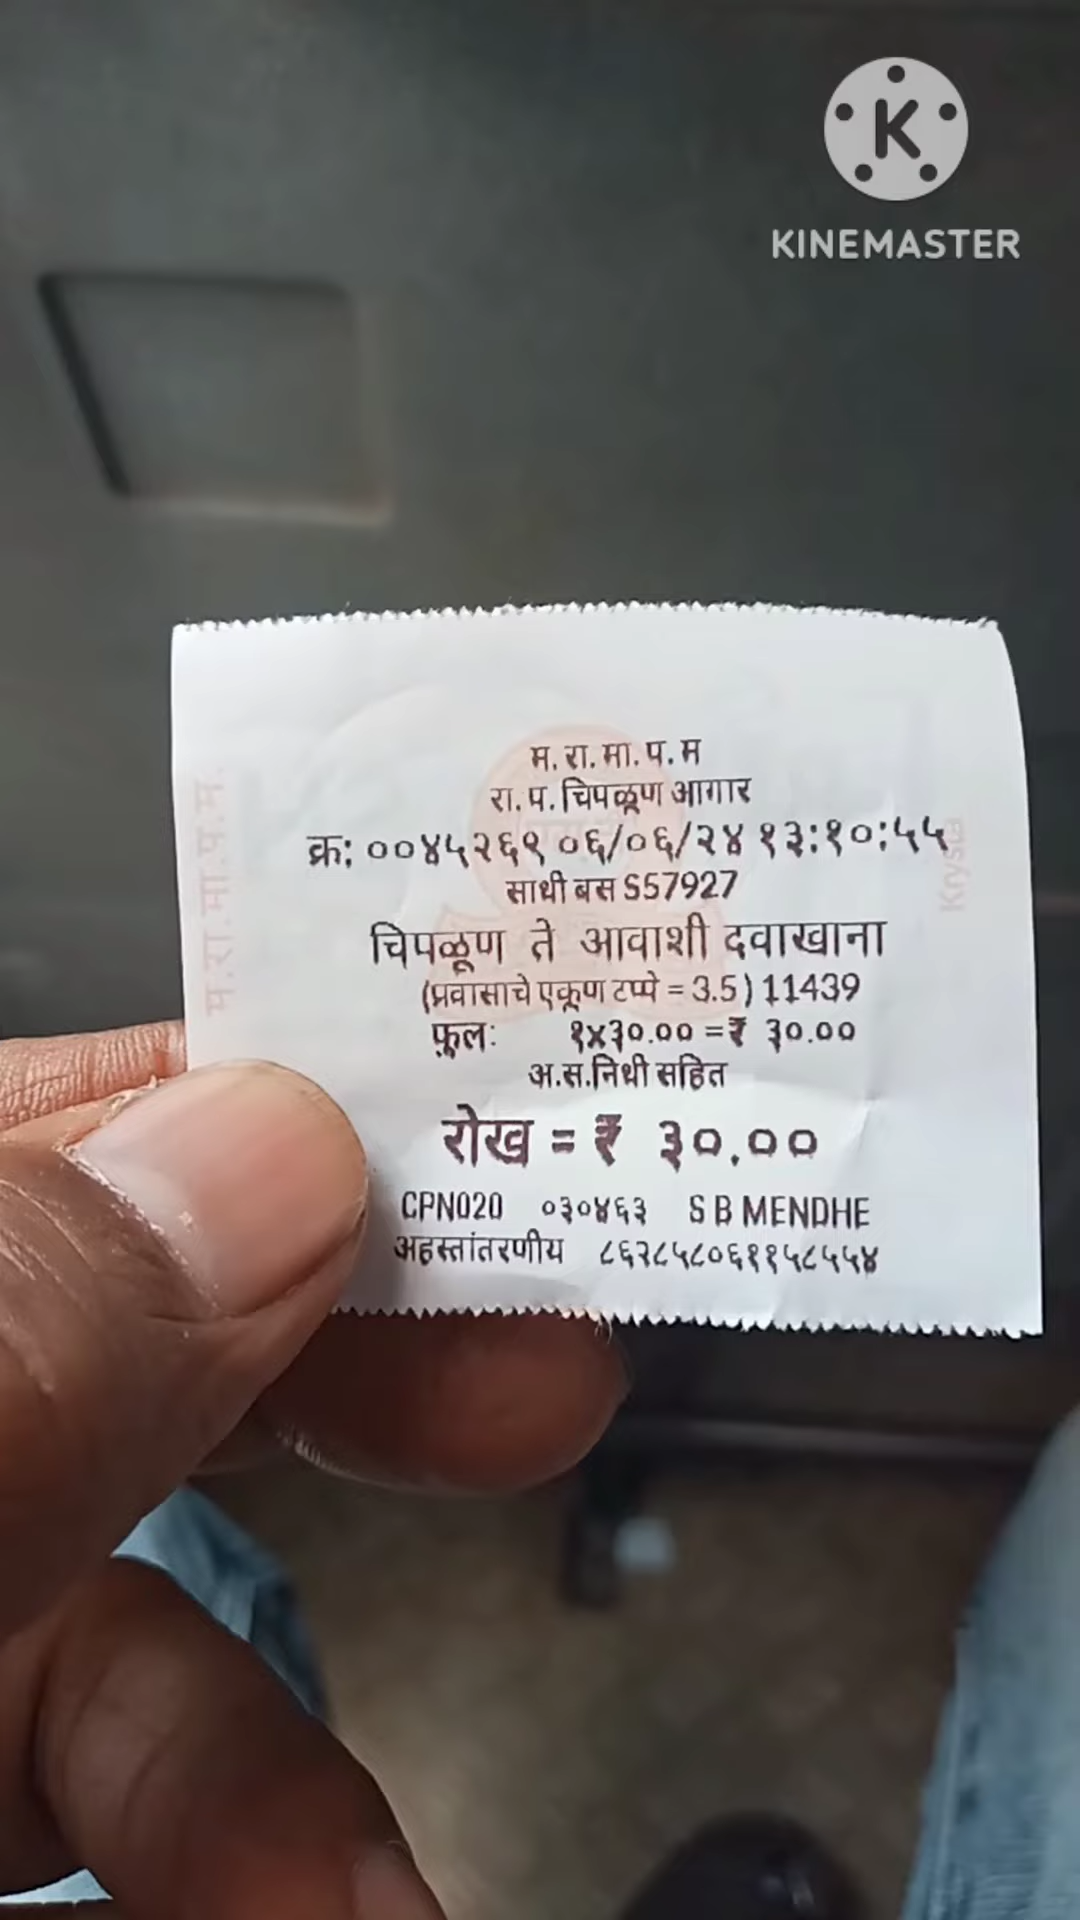 KINEMASTER
म. रा. मा. प. म
रा. प. चिपळूण आगार
क्र: ००४५२६९ ०६/०६/२४ १३:१०:५५
साधी बस S57927
चिपळूण ते आवाशी दवाखाना
(प्रवासाचे एकूण टप्पे = 3.5) 11439
फुल: १x३०.०० =₹ ३०.००
अ.स.निधी सहित
रोख = ₹ ३०.००
CPN020 ०३०४६३ S B MENDHE
अहस्तांतरणीय ८६२८५८०६११५८५५४
म.रा.मा.प.म.